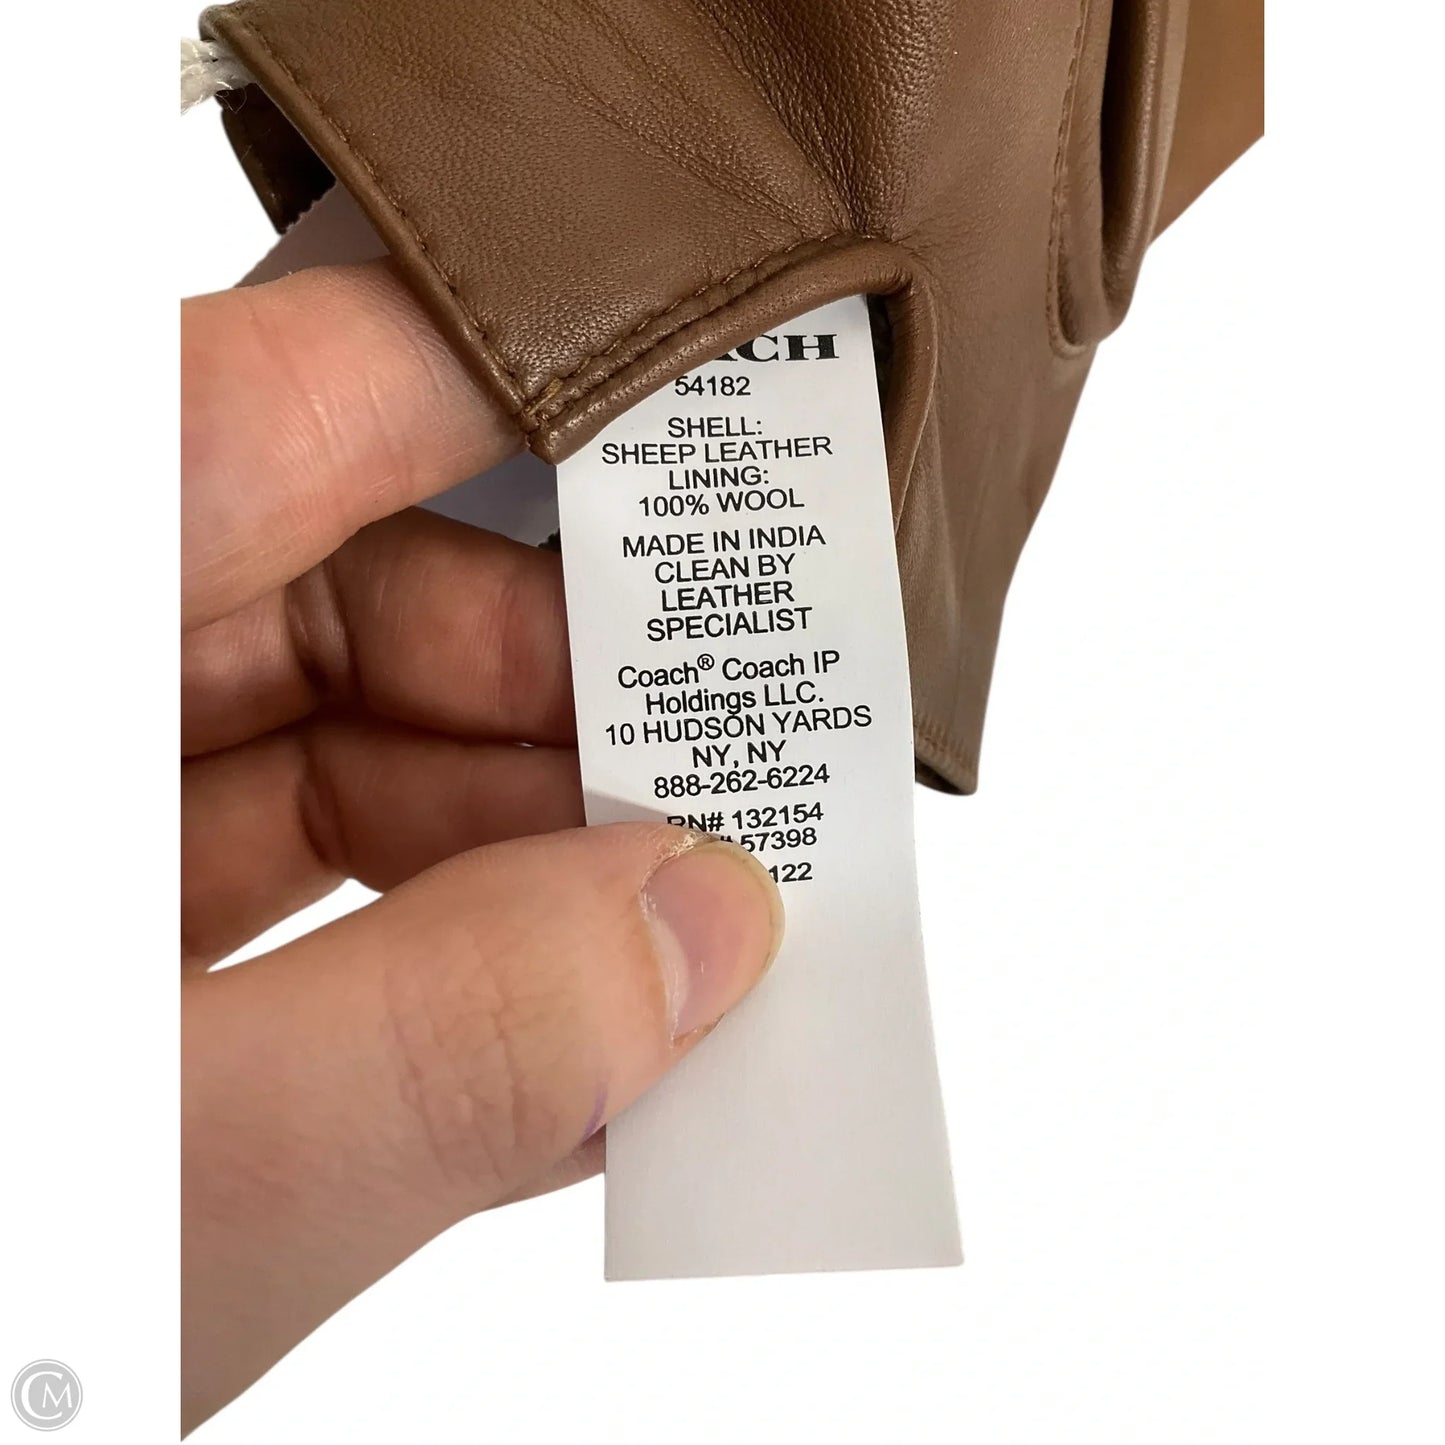 54182
SHELL:
SHEEP LEATHER
LINING:
100% WOOL
MADE IN INDIA
CLEAN BY
LEATHER
SPECIALIST
Coach® Coach IP
Holdings LLC.
10 HUDSON YARDS
NY, NY
888-262-6224
132154
57398
CM